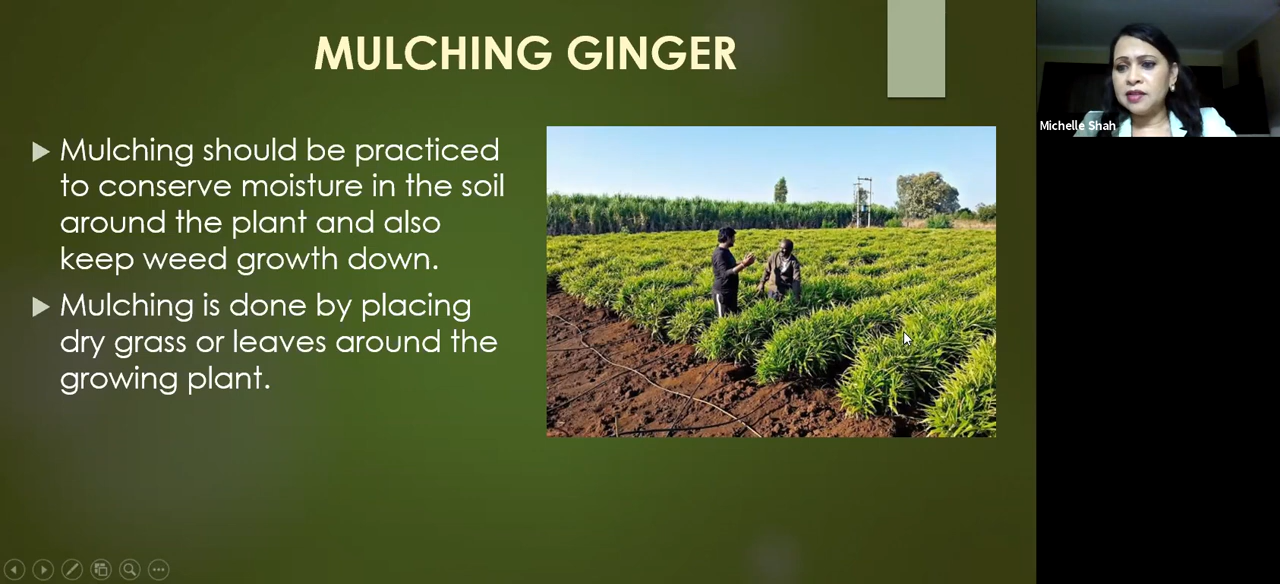 MULCHING GINGER
Mulching should be practiced
to conserve moisture in the soil
around the plant and also
keep weed growth down.
Mulching is done by placing
dry grass or leaves around the
growing plant.
Michelle Shah